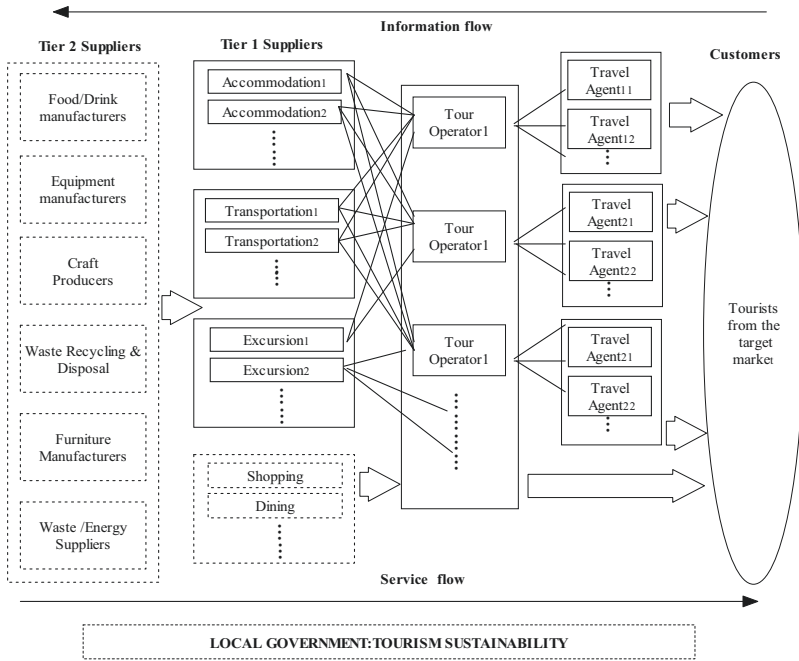 Information flow
Tier 2 Suppliers
Food/Drink
manufacturers
Equipment
manufacturers
Craft
Producers
Waste Recycling &
Disposal
Furniture
Manufacturers
Waste /Energy
Suppliers
Tier 1 Suppliers
Accommodation1
Accommodation2
Transportation1
Transportation2
Excursion1
Excursion2
Shopping
Dining
Tour
Operator1
Tour
Operator1
Tour
Operator1
Travel
Agent11
Travel
Agent12
Travel
Agent21
Travel
Agent22
Travel
Agent21
Travel
Agent22
Customers
Tourists
from the
target
market
Service flow
LOCAL GOVERNMENT:TOURISM SUSTAINABILITY